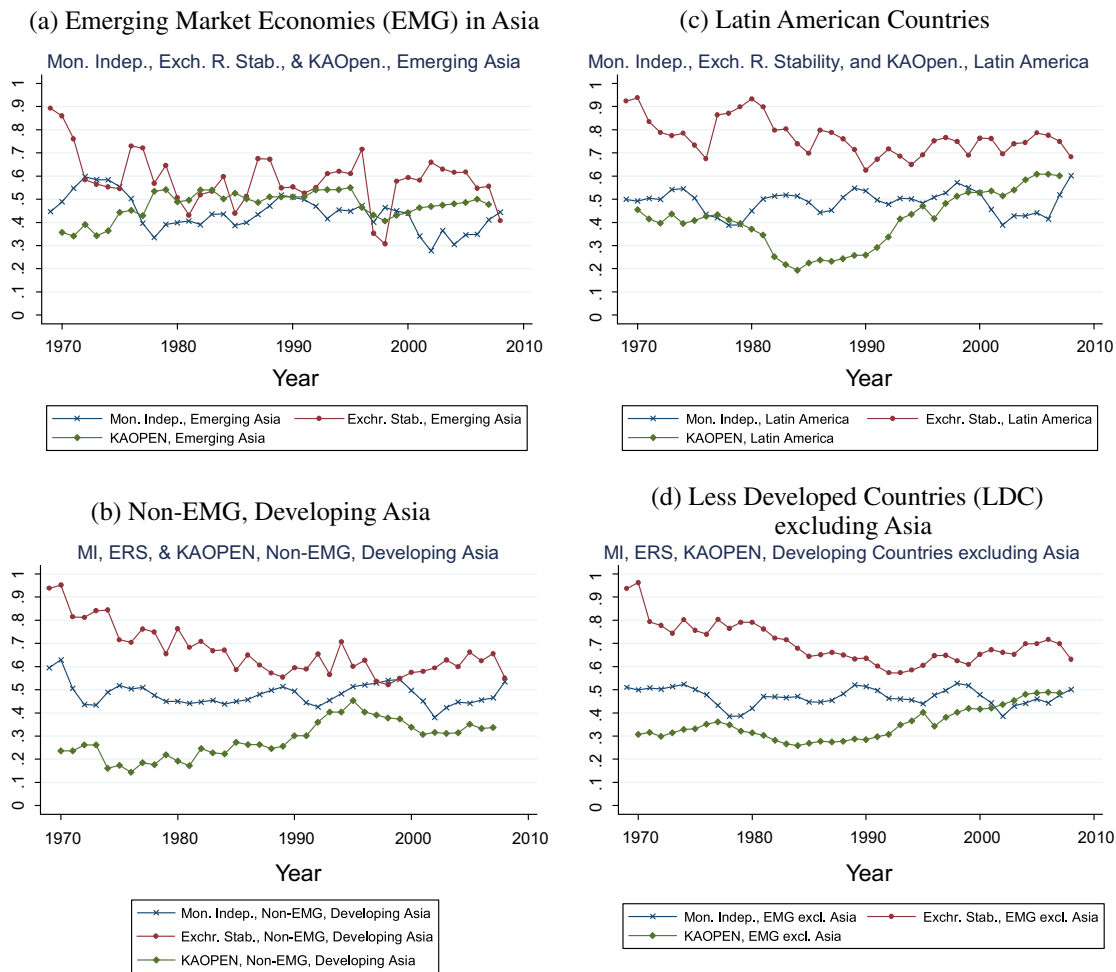 (a) Emerging Market Economies (EMG) in Asia
Mon. Indep., Exch. R. Stab., & KAOpen., Emerging Asia
1
.9
.8
.7
.6
.5
.4
.3
.2
.1
0
1970 1980 1990 2000 2010
Year
Mon. Indep., Emerging Asia Exchr. Stab., Emerging Asia
KAOPEN, Emerging Asia
(c) Latin American Countries
Mon. Indep., Exch. R. Stability, and KAOpen., Latin America
1
.9
.8
.7
.6
.5
.4
.3
.2
.1
0
1970 1980 1990 2000 2010
Year
Mon. Indep., Latin America Exchr. Stab., Latin America
KAOPEN, Latin America
(b) Non-EMG, Developing Asia
MI, ERS, & KAOPEN, Non-EMG, Developing Asia
1
.9
.8
.7
.6
.5
.4
.3
.2
.1
0
1970 1980 1990 2000 2010
Year
Mon. Indep., Non-EMG, Developing Asia
Exchr. Stab., Non-EMG, Developing Asia
KAOPEN, Non-EMG, Developing Asia
(d) Less Developed Countries (LDC)
excluding Asia
MI, ERS, KAOPEN, Developing Countries excluding Asia
1
.9
.8
.7
.6
.5
.4
.3
.2
.1
0
1970 1980 1990 2000 2010
Year
Mon. Indep., EMG excl. Asia Exchr. Stab., EMG excl. Asia
KAOPEN, EMG excl. Asia